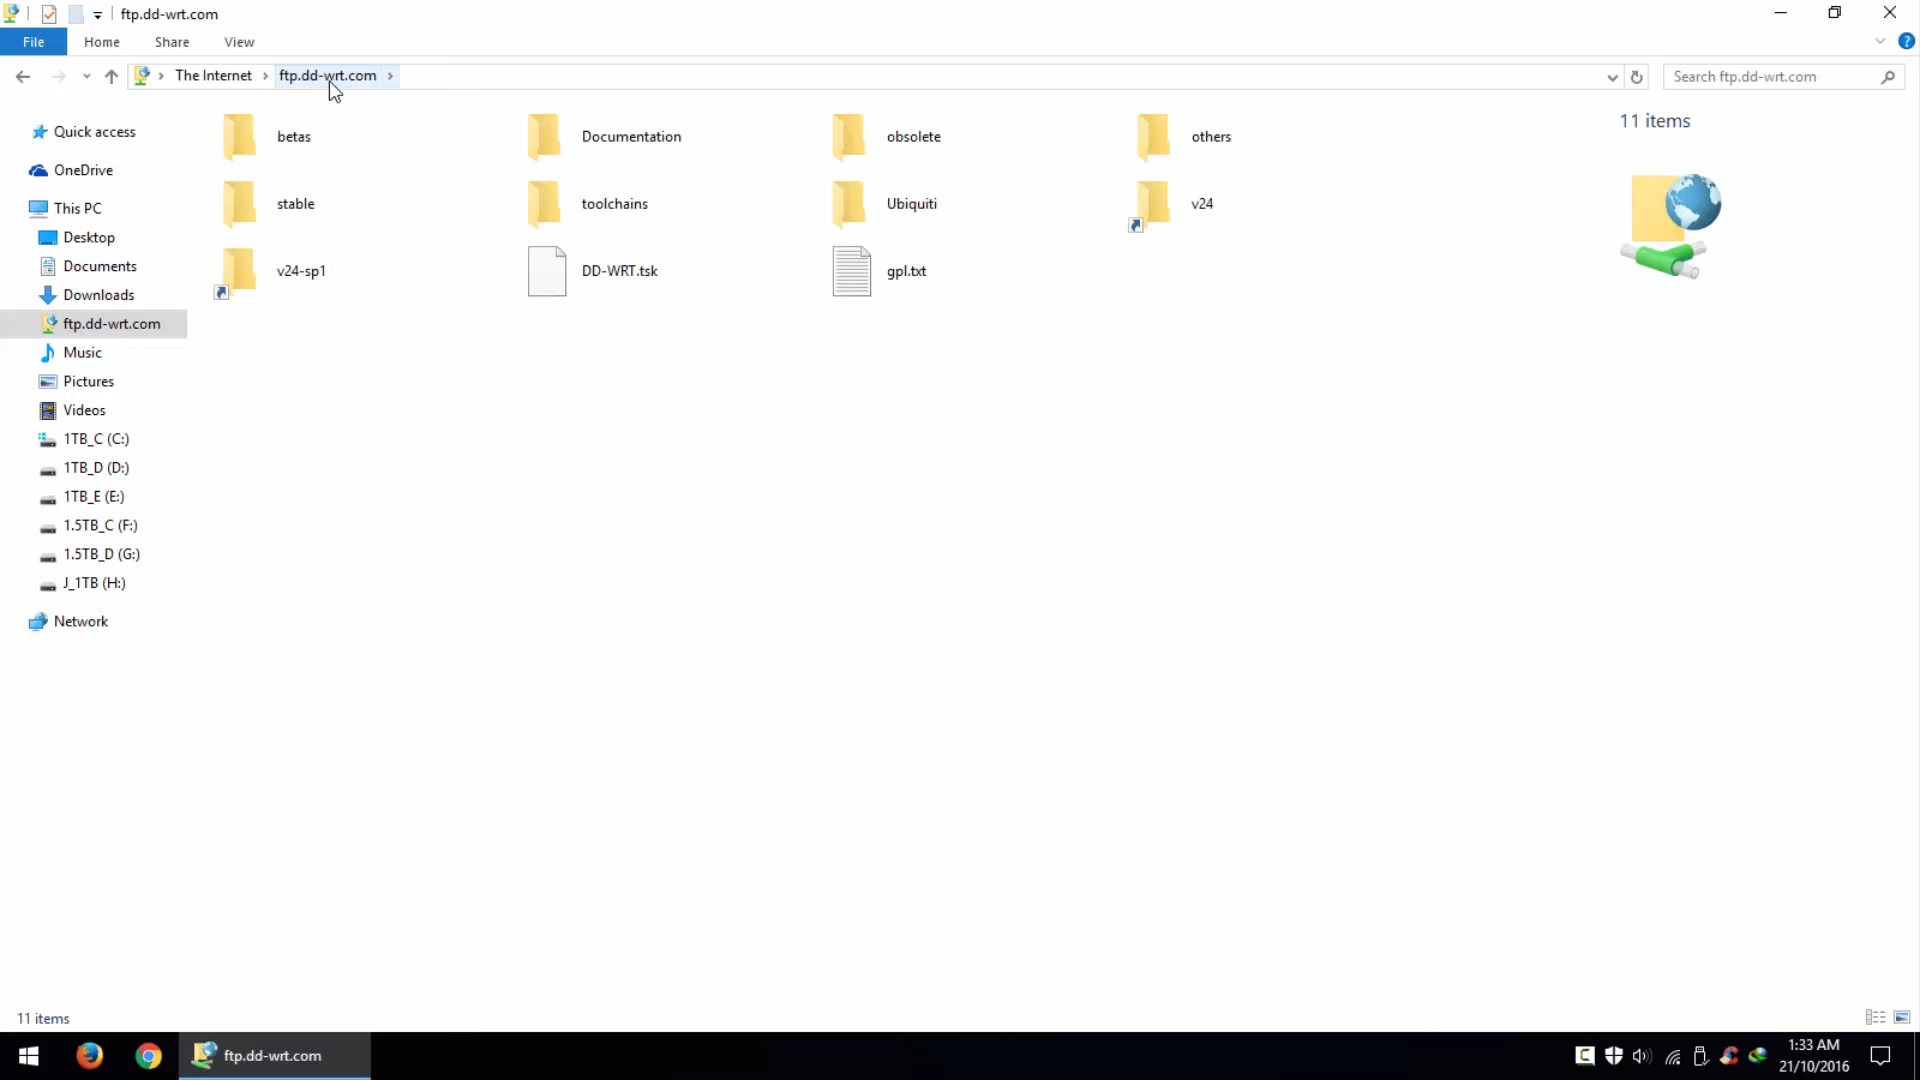 ftp.dd-wrt.com
File Home Share View
The Internet ftp.dd-wrt.com Search ftp.dd-wrt.com
Quick access
OneDrive
This PC
Desktop
Documents
Downloads
ftp.dd-wrt.com
Music
Pictures
Videos
1TB_C (C:)
1TB_D (D:)
1TB_E (E:)
1.5TB_C (F:)
1.5TB_D (G:)
J_1TB (H:)
Network
betas Documentation obsolete others
stable toolchains Ubiquiti v24
v24-sp1 DD-WRT.tsk gpl.txt
11 items
11 items
ftp.dd-wrt.com
1:33 AM
21/10/2016